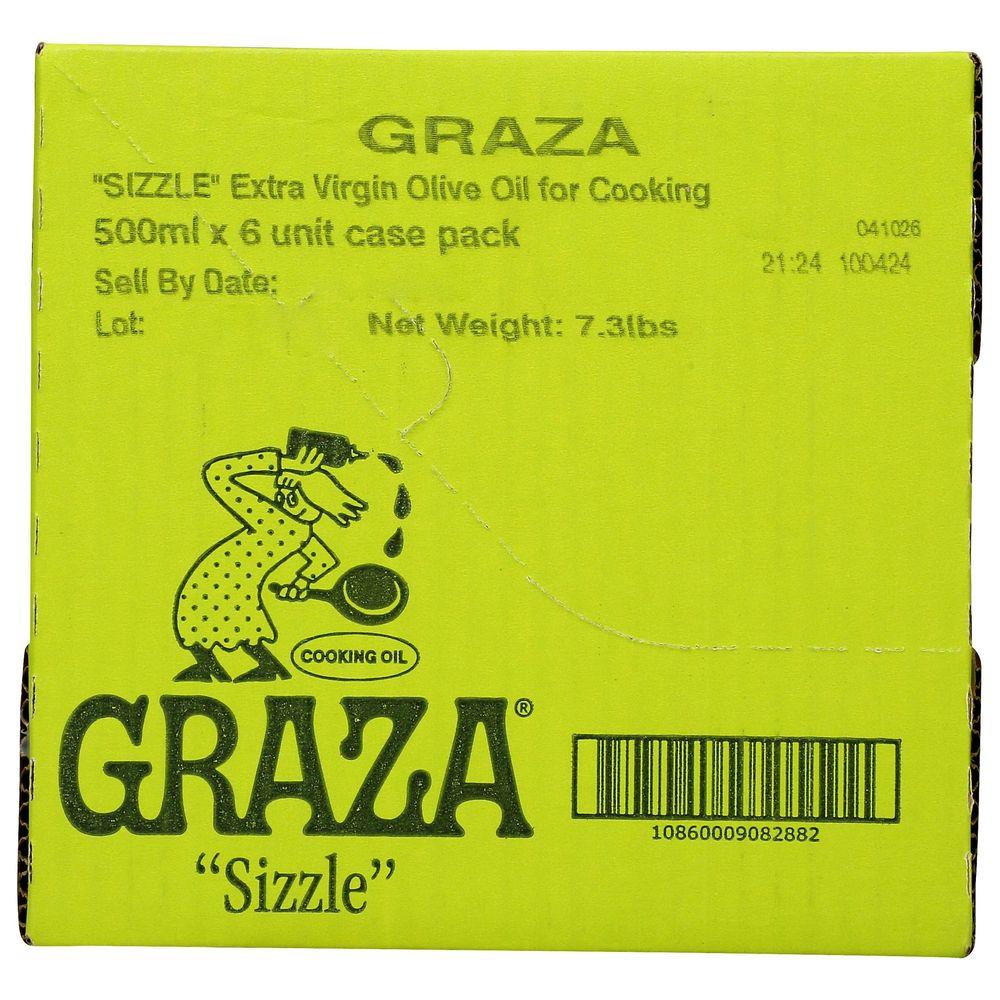 GRAZA
"SIZZLE" Extra Virgin Olive Oil for Cooking
500ml x 6 unit case pack
041026
21:24 100424
Sell By Date:
Lot:
Net Weight: 7.3lbs
COOKING OIL
GRAZA®
“Sizzle”
10860009082882